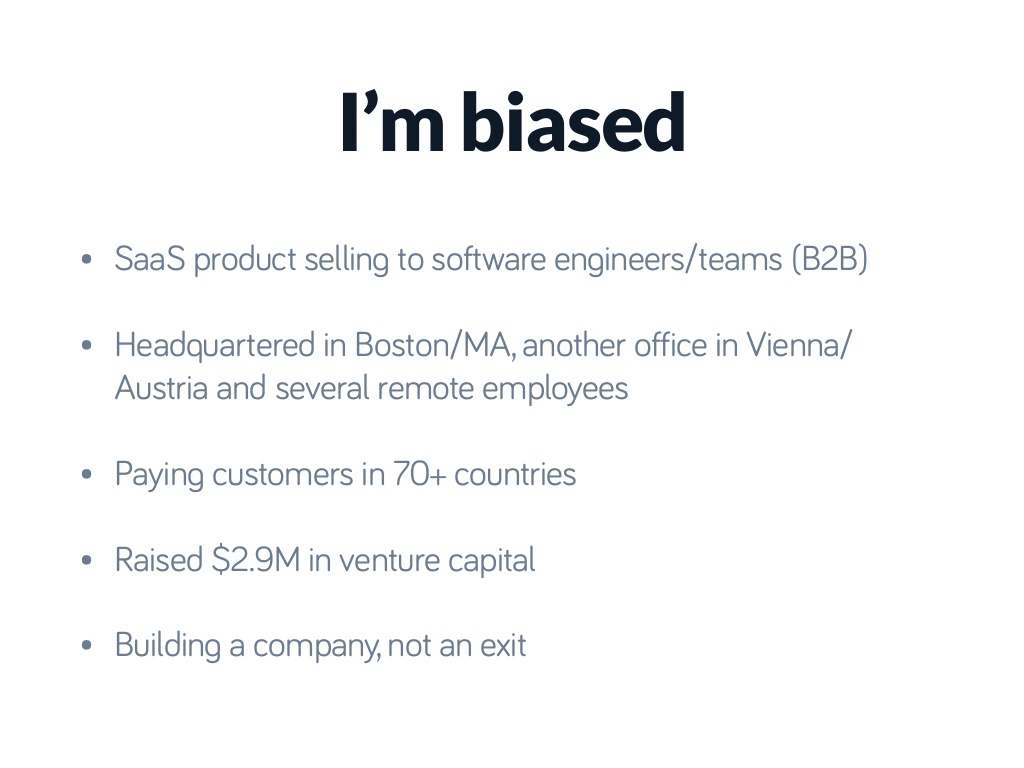 I’m biased
• SaaS product selling to software engineers/teams (B2B)
• Headquartered in Boston/MA, another office in Vienna/
Austria and several remote employees
• Paying customers in 70+ countries
• Raised $2.9M in venture capital
• Building a company, not an exit